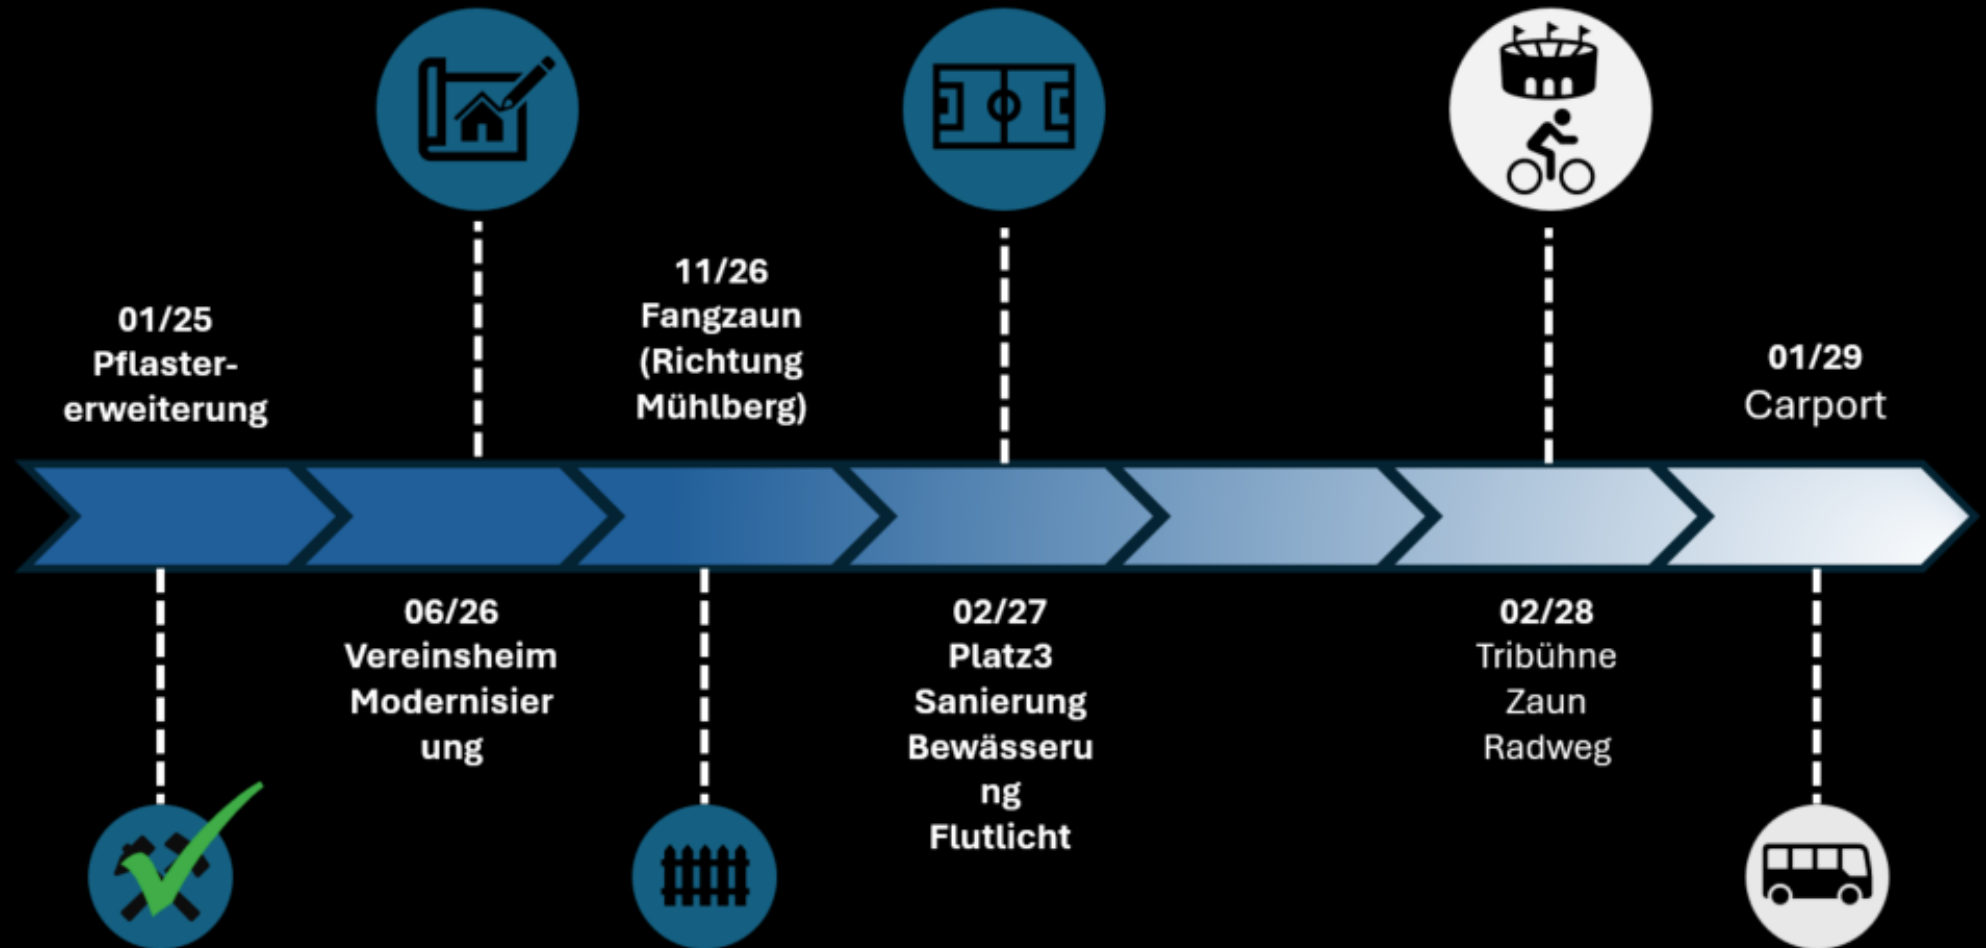 01/25
Pflaster-
erweiterung
06/26
Vereinsheim
Modernisier
ung
11/26
Fangzaun
(Richtung
Mühlberg)
02/27
Platz3
Sanierung
Bewässeru
ng
Flutlicht
02/28
Tribühne
Zaun
Radweg
01/29
Carport